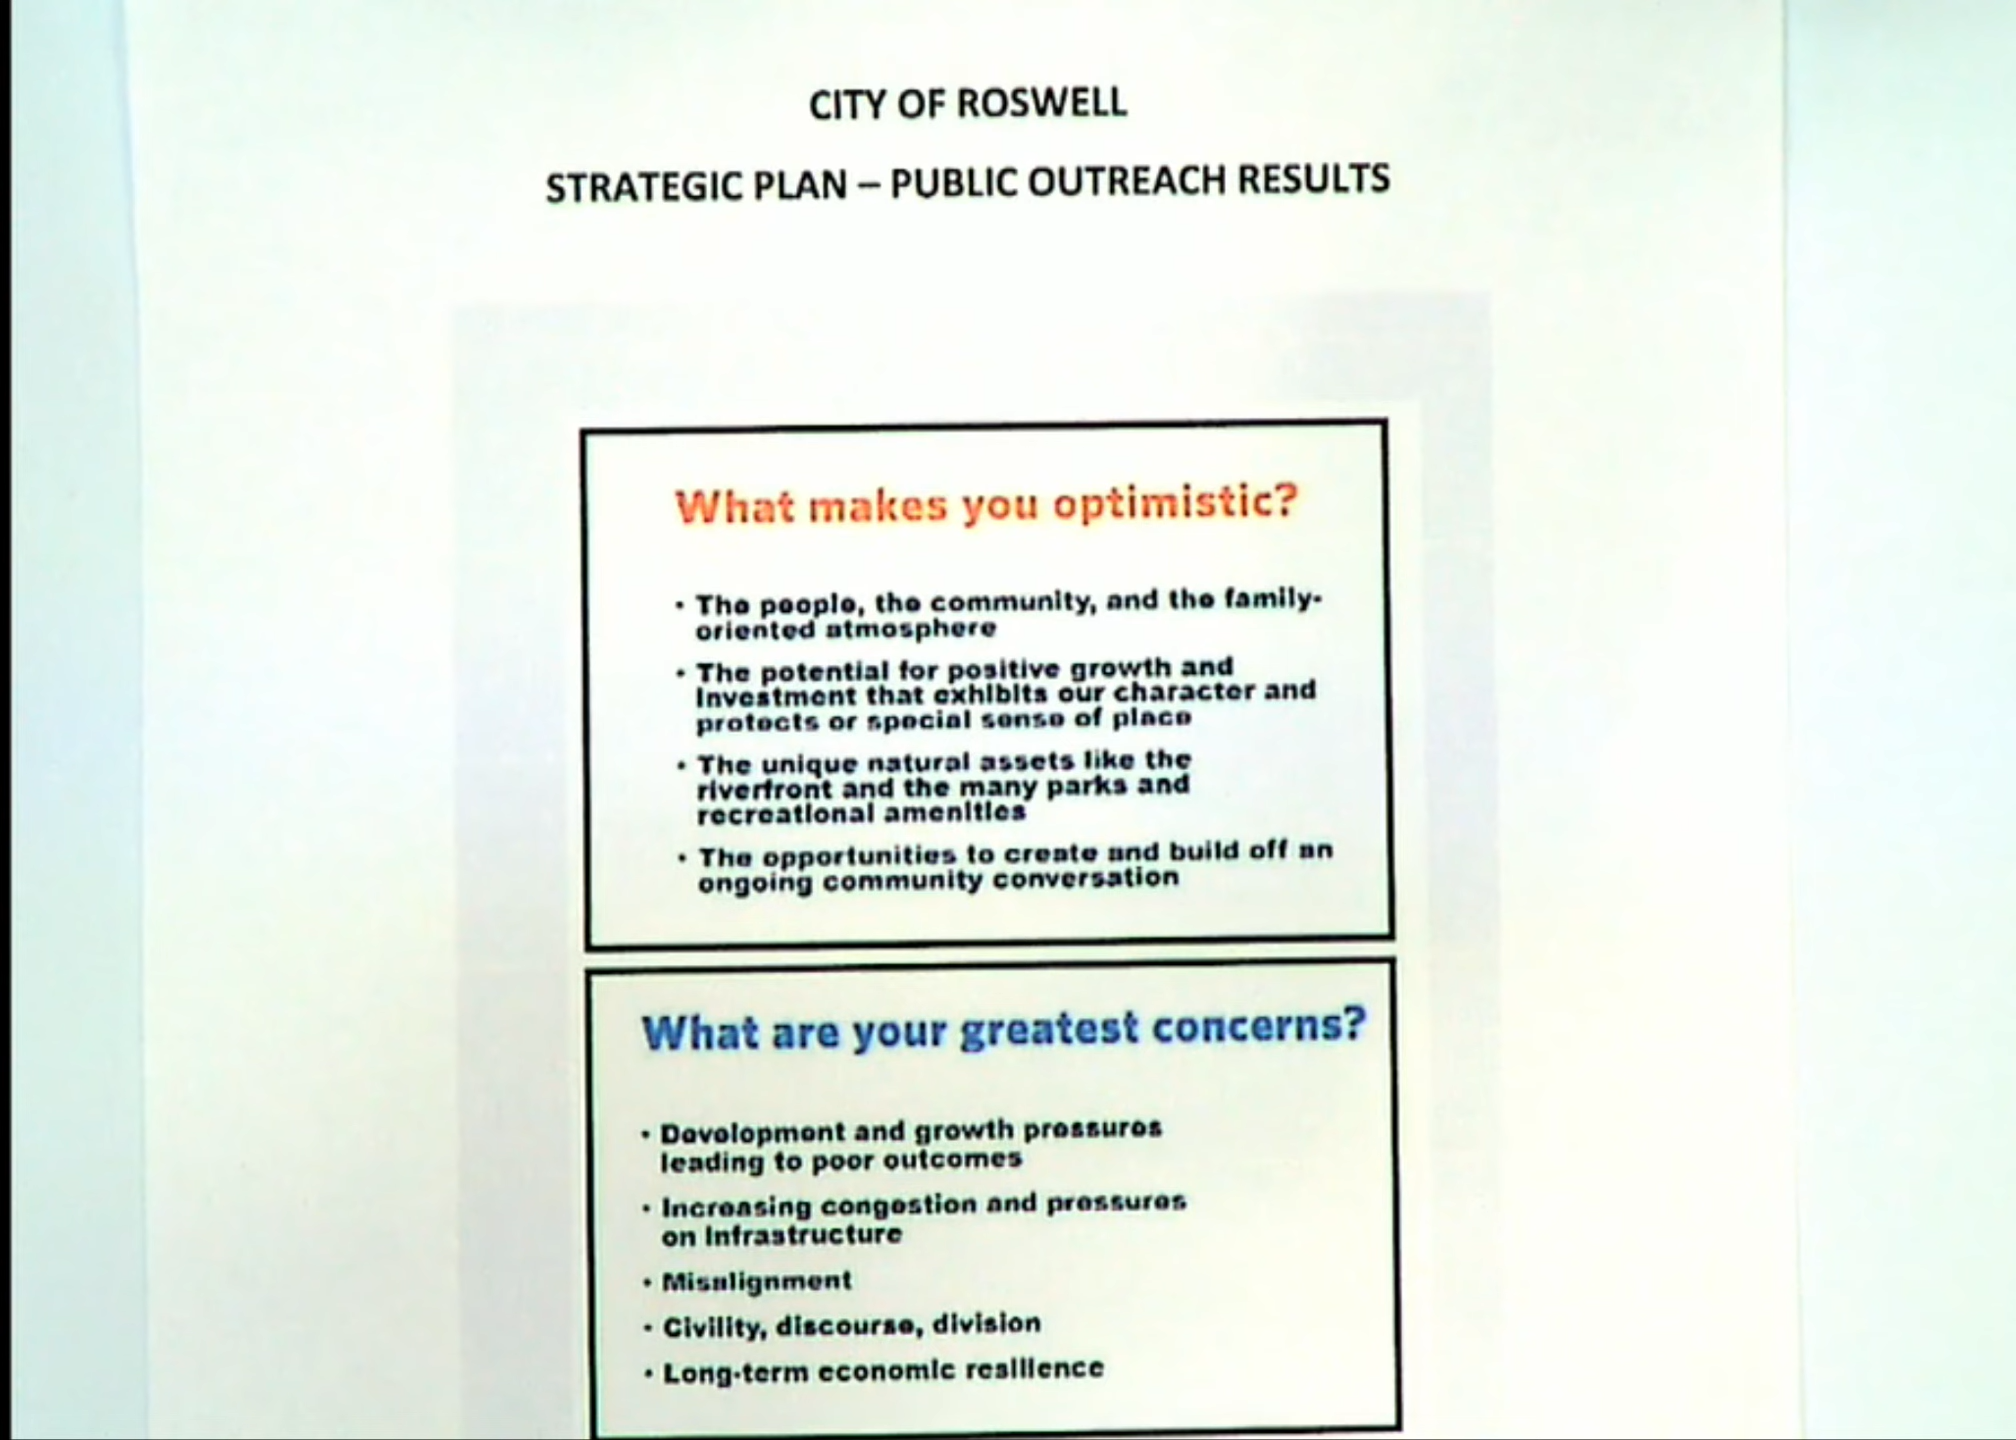 CITY OF ROSWELL
STRATEGIC PLAN – PUBLIC OUTREACH RESULTS
What makes you optimistic?
• The people, the community, and the family-
oriented atmosphere
• The potential for positive growth and
investment that exhibits our character and
protects or special sense of place
• The unique natural assets like the
riverfront and the many parks and
recreational amenities
• The opportunities to create and build off an
ongoing community conversation
What are your greatest concerns?
• Development and growth pressures
leading to poor outcomes
• Increasing congestion and pressures
on infrastructure
• Misalignment
• Civility, discourse, division
• Long-term economic resilience